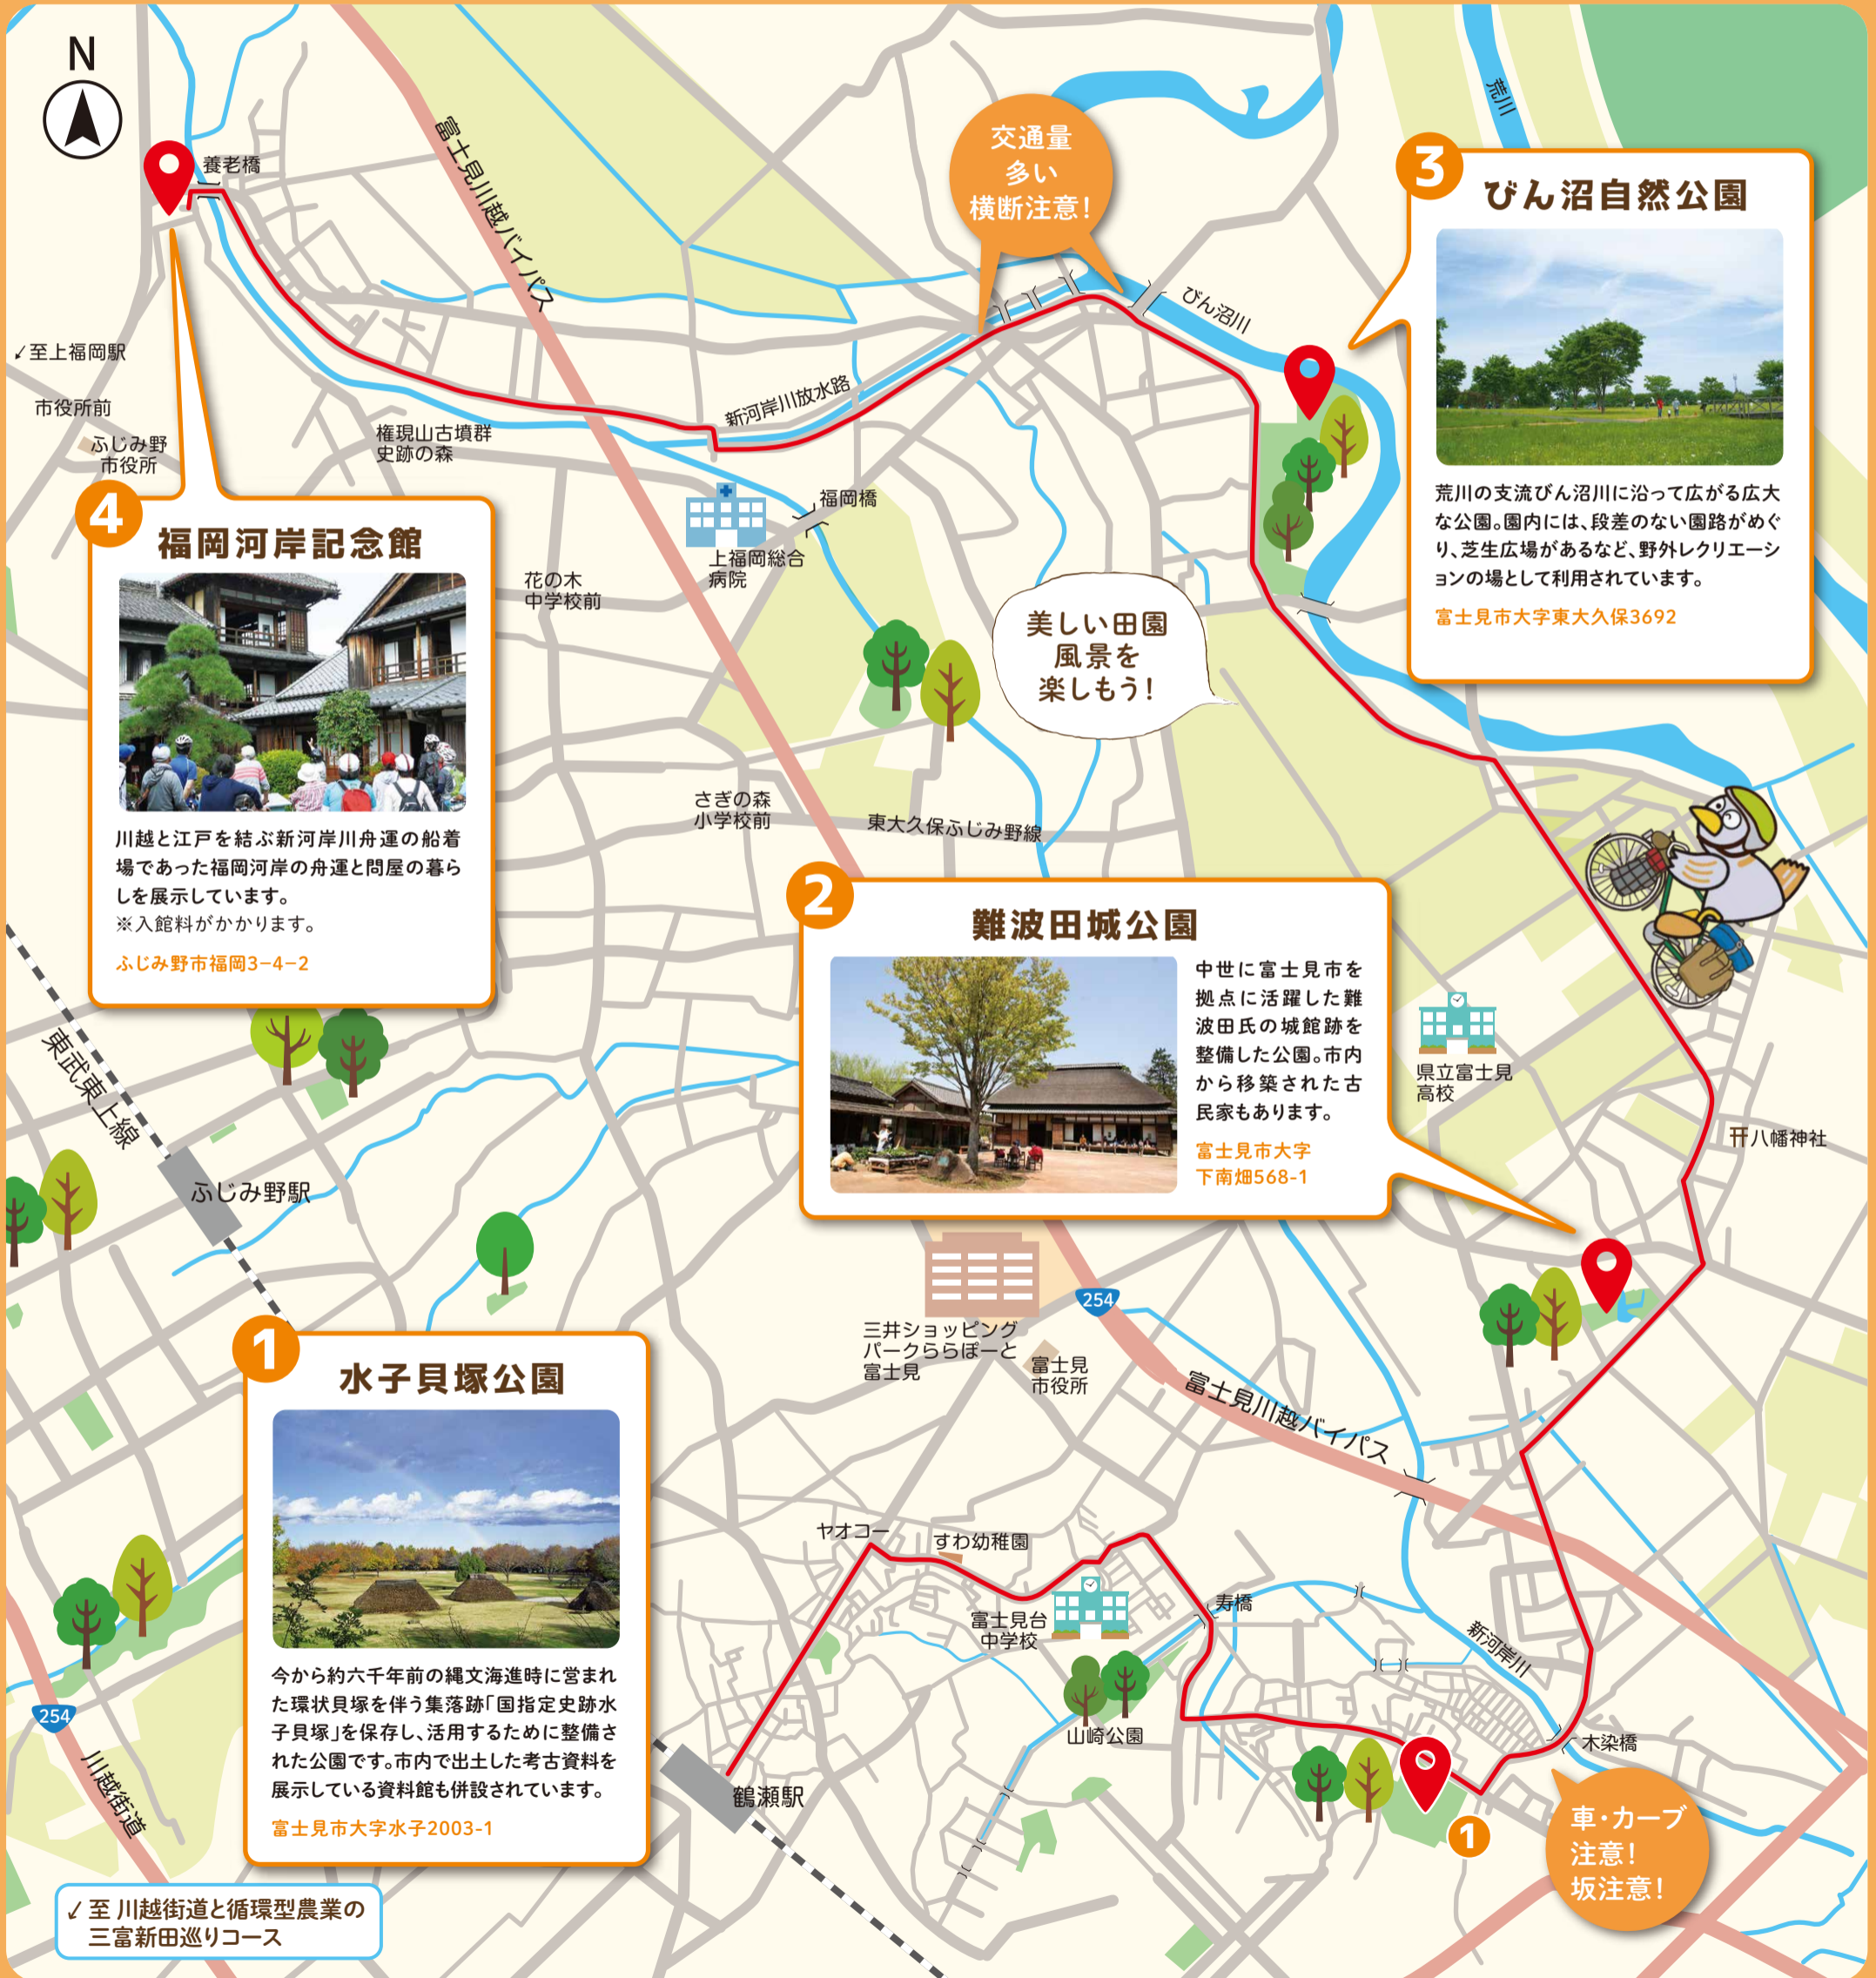 N
養老橋
富士見川越バイパス
荒川
交通量
多い
横断注意！
3
びん沼自然公園
荒川の支流びん沼川に沿って広がる広大
な公園。園内には、段差のない園路がめぐ
り、芝生広場があるなど、野外レクリエーシ
ョンの場として利用されています。
富士見市大字東大久保3692
びん沼川
↙至上福岡駅
市役所前
ふじみ野
市役所
権現山古墳群
史跡の森
新河岸川放水路
福岡橋
上福岡総合
病院
花の木
中学校前
美しい田園
風景を
楽しもう！
4
福岡河岸記念館
川越と江戸を結ぶ新河岸川舟運の船着
場であった福岡河岸の舟運と問屋の暮ら
しを展示しています。
※入館料がかかります。
ふじみ野市福岡3−4−2
さぎの森
小学校前
東大久保ふじみ野線
2
難波田城公園
中世に富士見市を
拠点に活躍した難
波田氏の城館跡を
整備した公園。市内
から移築された古
民家もあります。
富士見市大字
下南畑568-1
県立富士見
高校
八幡神社
東武東上線
ふじみ野駅
254
三井ショッピング
パークららぽーと
富士見
富士見
市役所
富士見川越バイパス
1
水子貝塚公園
今から約六千年前の縄文海進時に営まれ
た環状貝塚を伴う集落跡「国指定史跡水
子貝塚」を保存し、活用するために整備さ
れた公園です。市内で出土した考古資料を
展示している資料館も併設されています。
富士見市大字水子2003-1
ヤオコー
すわ幼稚園
富士見台
中学校
寿橋
新河岸川
山崎公園
木染橋
鶴瀬駅
1
車・カーブ
注意！
坂注意！
254
川越街道
↙至 川越街道と循環型農業の
三富新田巡りコース